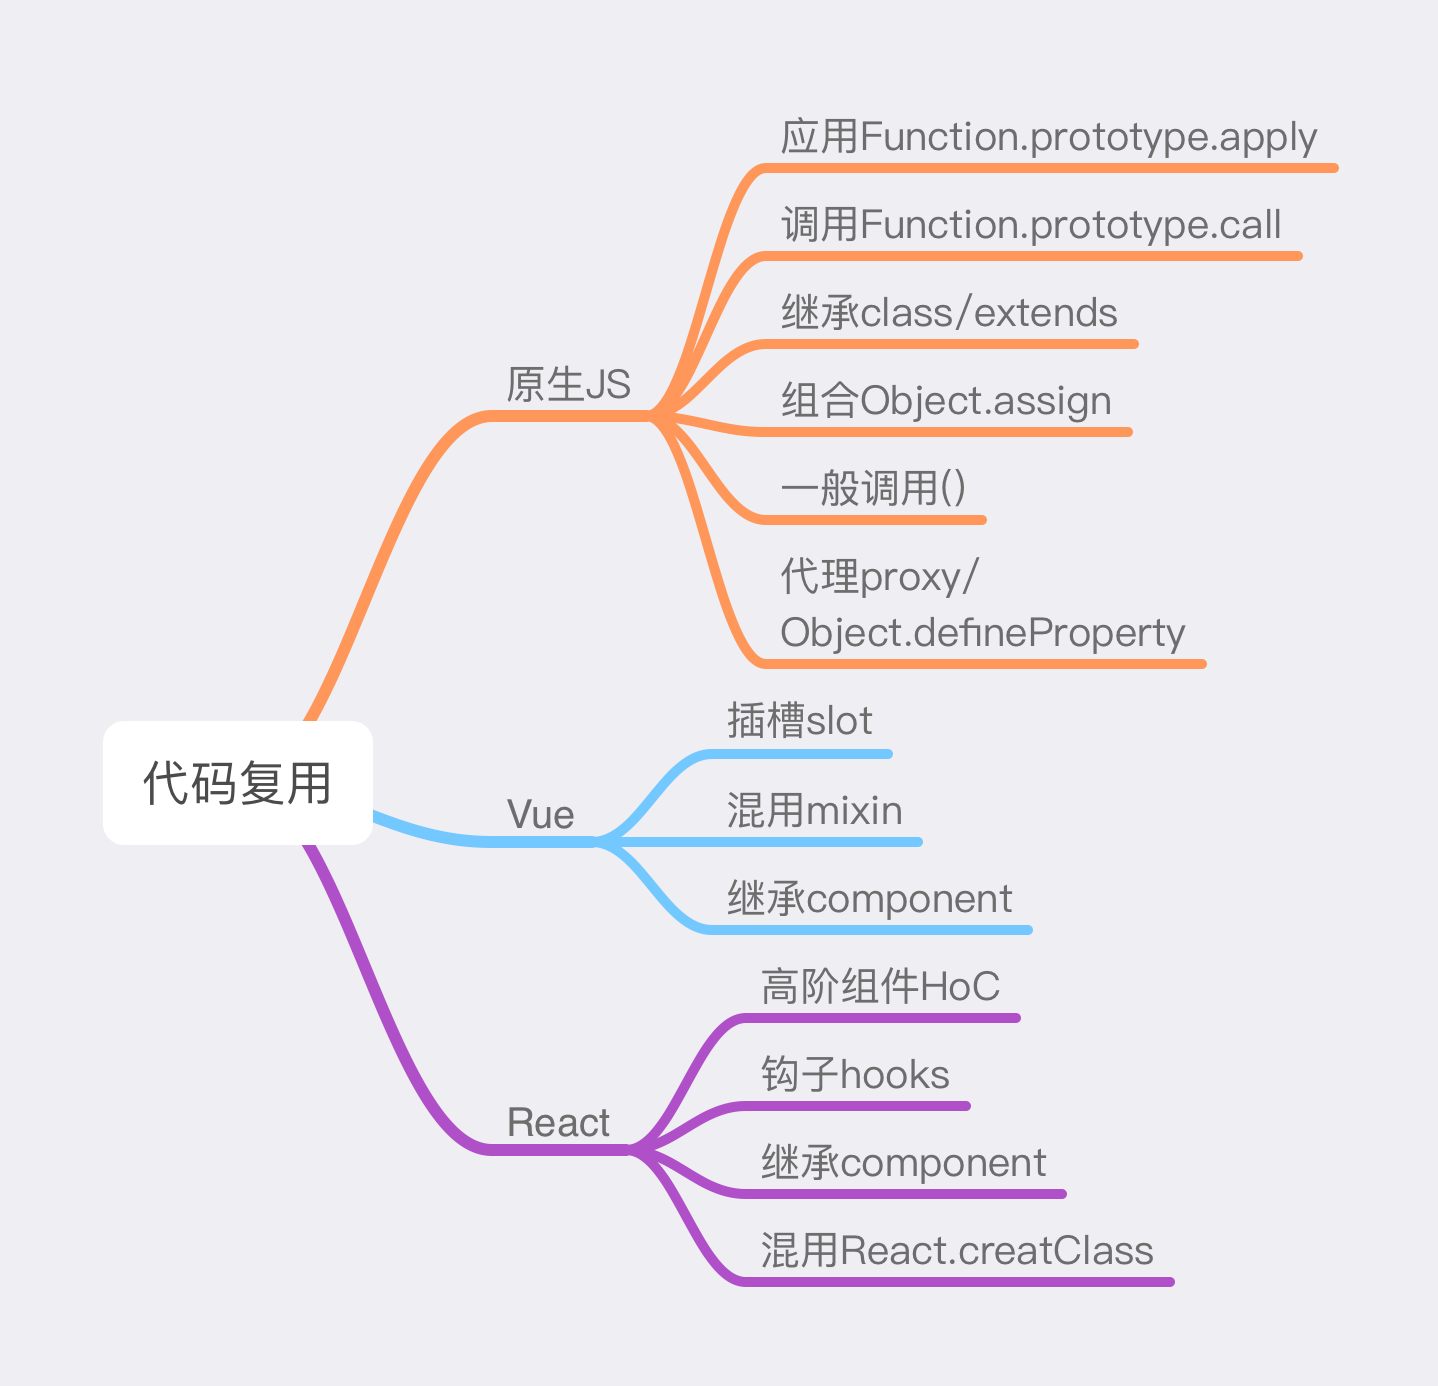 代码复用
原生JS
应用Function.prototype.apply
调用Function.prototype.call
继承class/extends
组合Object.assign
一般调用()
代理proxy/
Object.defineProperty
Vue
插槽slot
混用mixin
继承component
React
高阶组件HoC
钩子hooks
继承component
混用React.creatClass